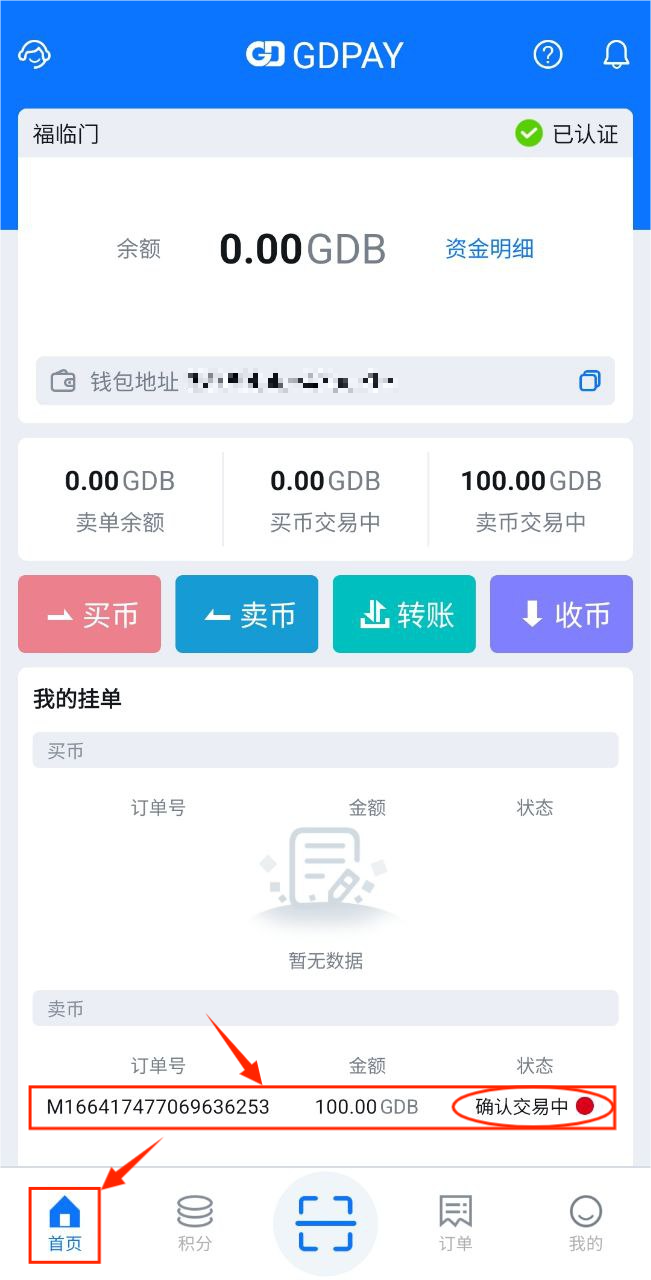 GD GDPAY
福临门 已认证
余额 0.00GDB 资金明细
钱包地址
0.00GDB 0.00GDB 100.00GDB
卖单余额 买币交易中 卖币交易中
买币 卖币 转账 收币
我的挂单
买币
订单号 金额 状态
暂无数据
卖币
订单号 金额 状态
M166417477069636253 100.00GDB 确认交易中
首页 积分 订单 我的